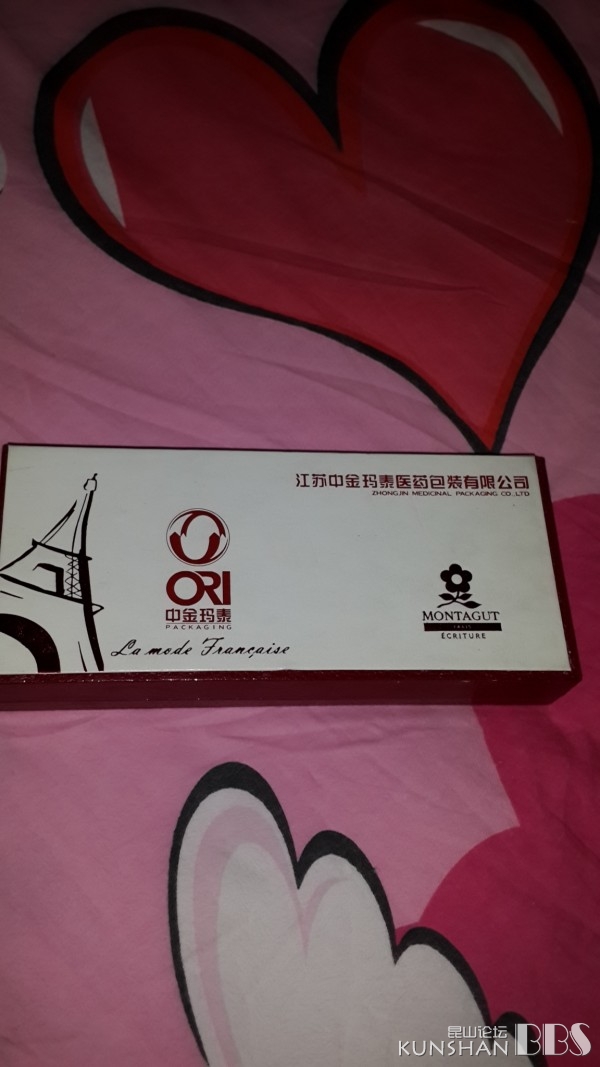 江苏中金玛泰医药包装有限公司
ZHONGJIN MEDICINAL PACKAGING CO.,LTD
ORI
中金玛泰
PACKAGING
La mode Française
MONTAGUT
PARIS
ÉCRITURE
昆山论坛
KUNSHAN BBS